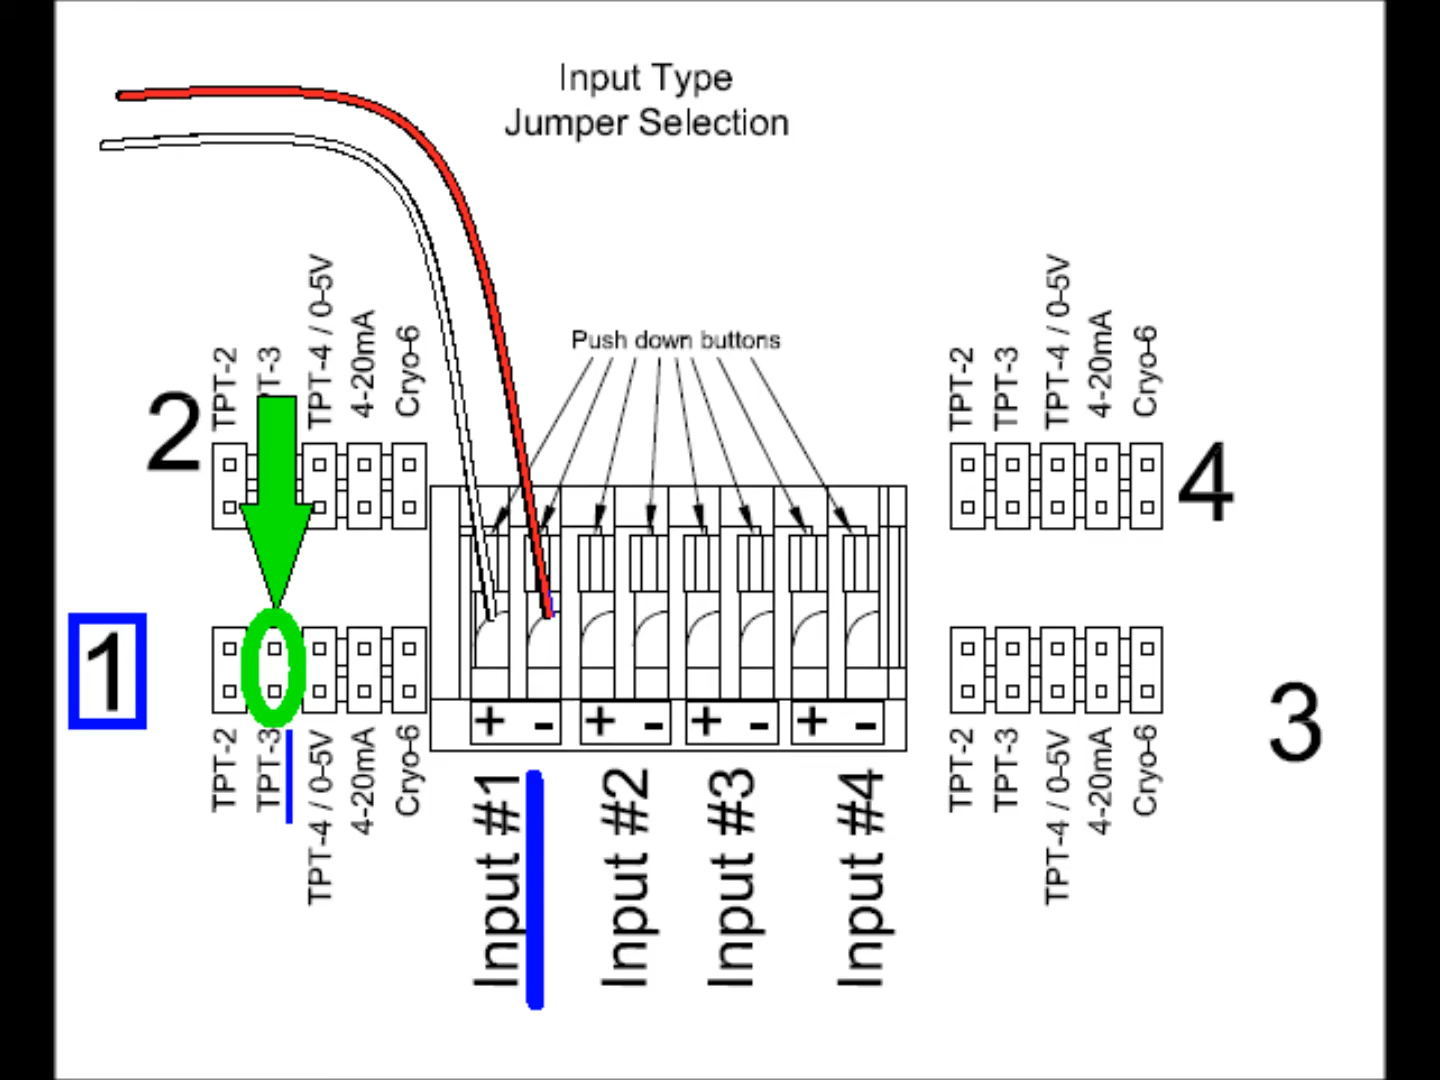 Input Type
Jumper Selection
Push down buttons
2
TPT-2
PT-3
TPT-4 / 0-5V
4-20mA
Cryo-6
TPT-2
TPT-3
TPT-4 / 0-5V
4-20mA
Cryo-6
4
1
TPT-2
TPT-3
TPT-4 / 0-5V
4-20mA
Cryo-6
+ -
+ -
+ -
+ -
Input #1
Input #2
Input #3
Input #4
TPT-2
TPT-3
TPT-4 / 0-5V
4-20mA
Cryo-6
3